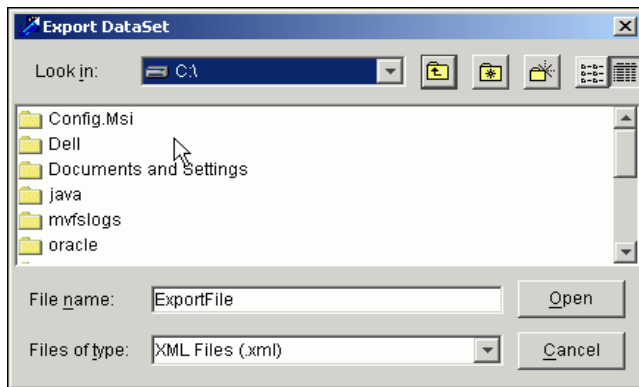 Export DataSet
Look in: C:\
Config.Msi
Dell
Documents and Settings
java
mvfslogs
oracle
File name: ExportFile Open
Files of type: XML Files (.xml) Cancel